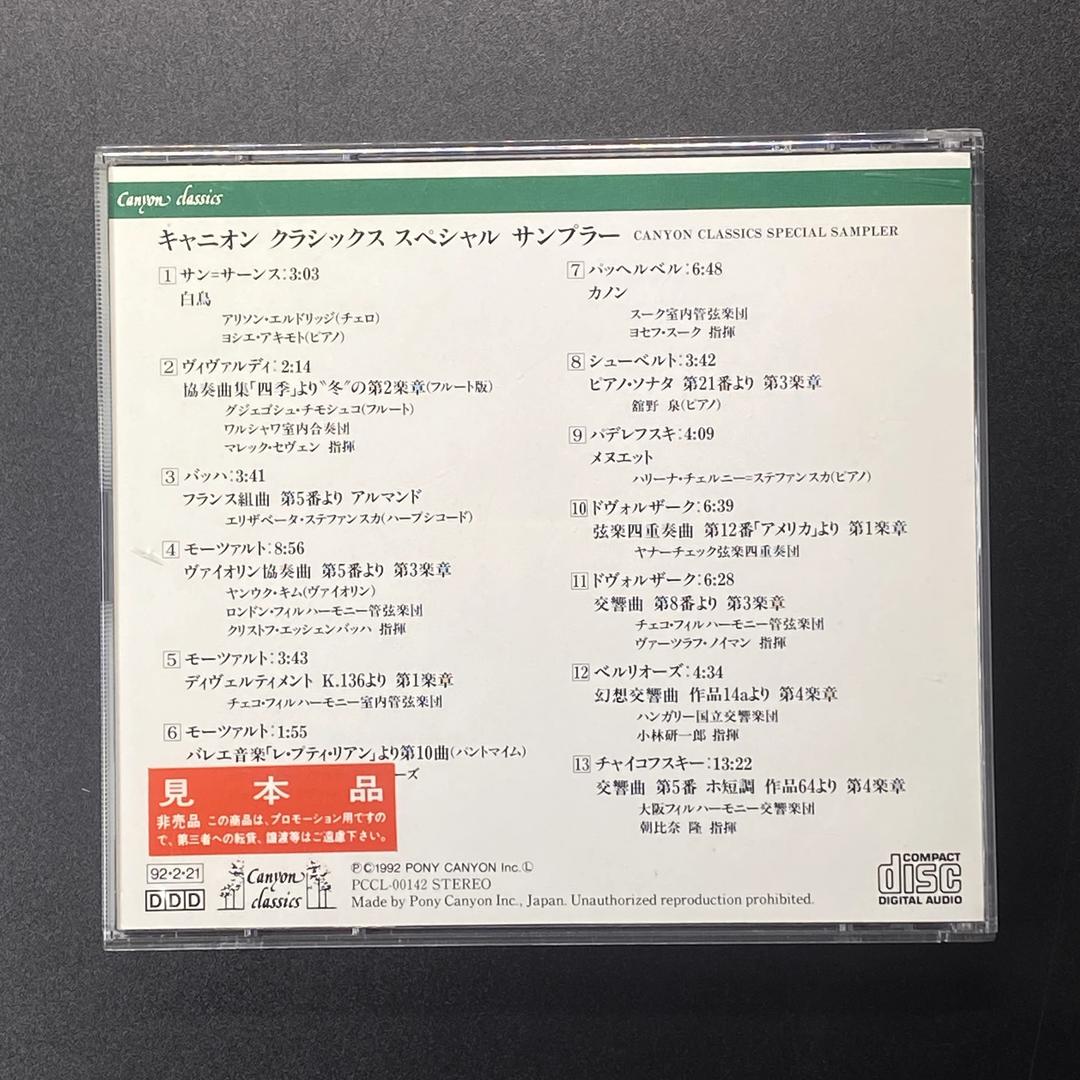 Canyon classics
キャニオン クラシックス スペシャル サンプラー CANYON CLASSICS SPECIAL SAMPLER
1 サン=サーンス:3:03
白鳥
アリソン・エルドリッジ(チェロ)
ヨシエ・アキモト(ピアノ)
2 ヴィヴァルディ:2:14
協奏曲集「四季」より〝冬〟の第2楽章(フルート版)
グジェゴシュ・チモシュコ(フルート)
ワルシャワ室内合奏団
マレック・セヴェン 指揮
3 バッハ:3:41
フランス組曲 第5番より アルマンド
エリザベータ・ステファンスカ(ハープシコード)
4 モーツァルト:8:56
ヴァイオリン協奏曲 第5番より 第3楽章
ヤンウク・キム(ヴァイオリン)
ロンドン・フィルハーモニー管弦楽団
クリストフ・エッシェンバッハ 指揮
5 モーツァルト:3:43
ディヴェルティメント K.136より 第1楽章
チェコ・フィルハーモニー室内管弦楽団
6 モーツァルト:1:55
バレエ音楽「レ・プティ・リアン」より第10曲(パントマイム)
ーズ
見本品
非売品 この商品は、プロモーション用ですの
で、第三者への転貸、譲渡等はご遠慮下さい。
92・2・21
DDD
Canyon
classics
ⓅⒸ1992 PONY CANYON Inc.Ⓛ
PCCL-00142 STEREO
Made by Pony Canyon Inc., Japan. Unauthorized reproduction prohibited.
7 パッヘルベル:6:48
カノン
スーク室内管弦楽団
ヨセフ・スーク 指揮
8 シューベルト:3:42
ピアノ・ソナタ 第21番より 第3楽章
舘野 泉(ピアノ)
9 パデレフスキ:4:09
メヌエット
ハリーナ・チェルニー=ステファンスカ(ピアノ)
10 ドヴォルザーク:6:39
弦楽四重奏曲 第12番「アメリカ」より 第1楽章
ヤナーチェック弦楽四重奏団
11 ドヴォルザーク:6:28
交響曲 第8番より 第3楽章
チェコ・フィルハーモニー管弦楽団
ヴァーツラフ・ノイマン 指揮
12 ベルリオーズ:4:34
幻想交響曲 作品14aより 第4楽章
ハンガリー国立交響楽団
小林研一郎 指揮
13 チャイコフスキー:13:22
交響曲 第5番 ホ短調 作品64より 第4楽章
大阪フィルハーモニー交響楽団
朝比奈 隆 指揮
COMPACT
disc
DIGITAL AUDIO